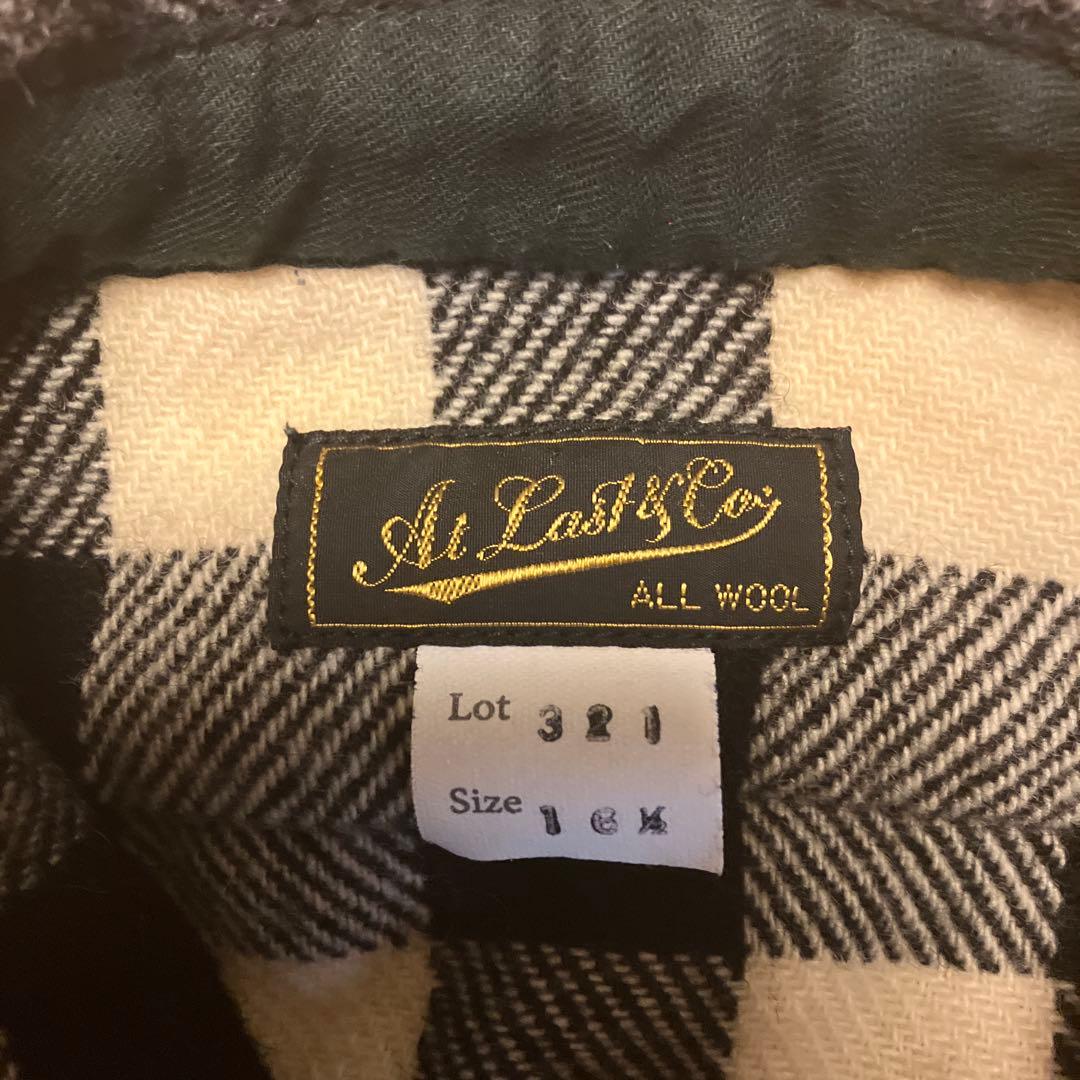 At Last & Co.
ALL WOOL
Lot 321
Size 16½